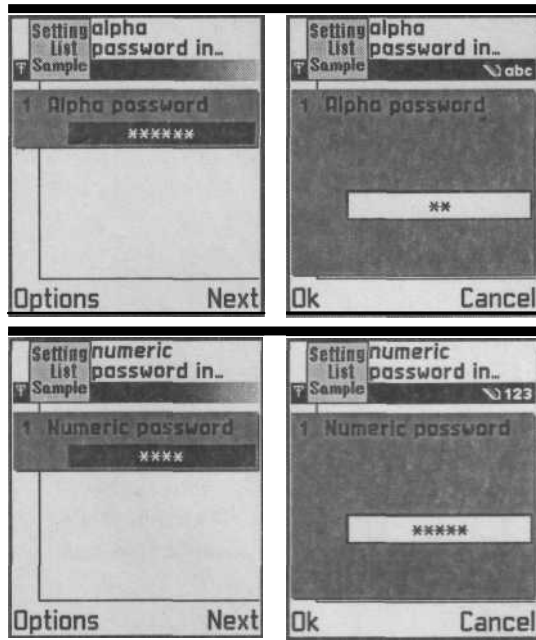 Setting
List
Sample
alpha
password in…
1 Alpha password
******
Options Next
Setting
List
Sample
alpha
password in…
abc
1 Alpha password
**
Ok Cancel
Setting
List
Sample
numeric
password in…
1 Numeric password
****
Options Next
Setting
List
Sample
numeric
password in…
123
1 Numeric password
*****
Ok Cancel